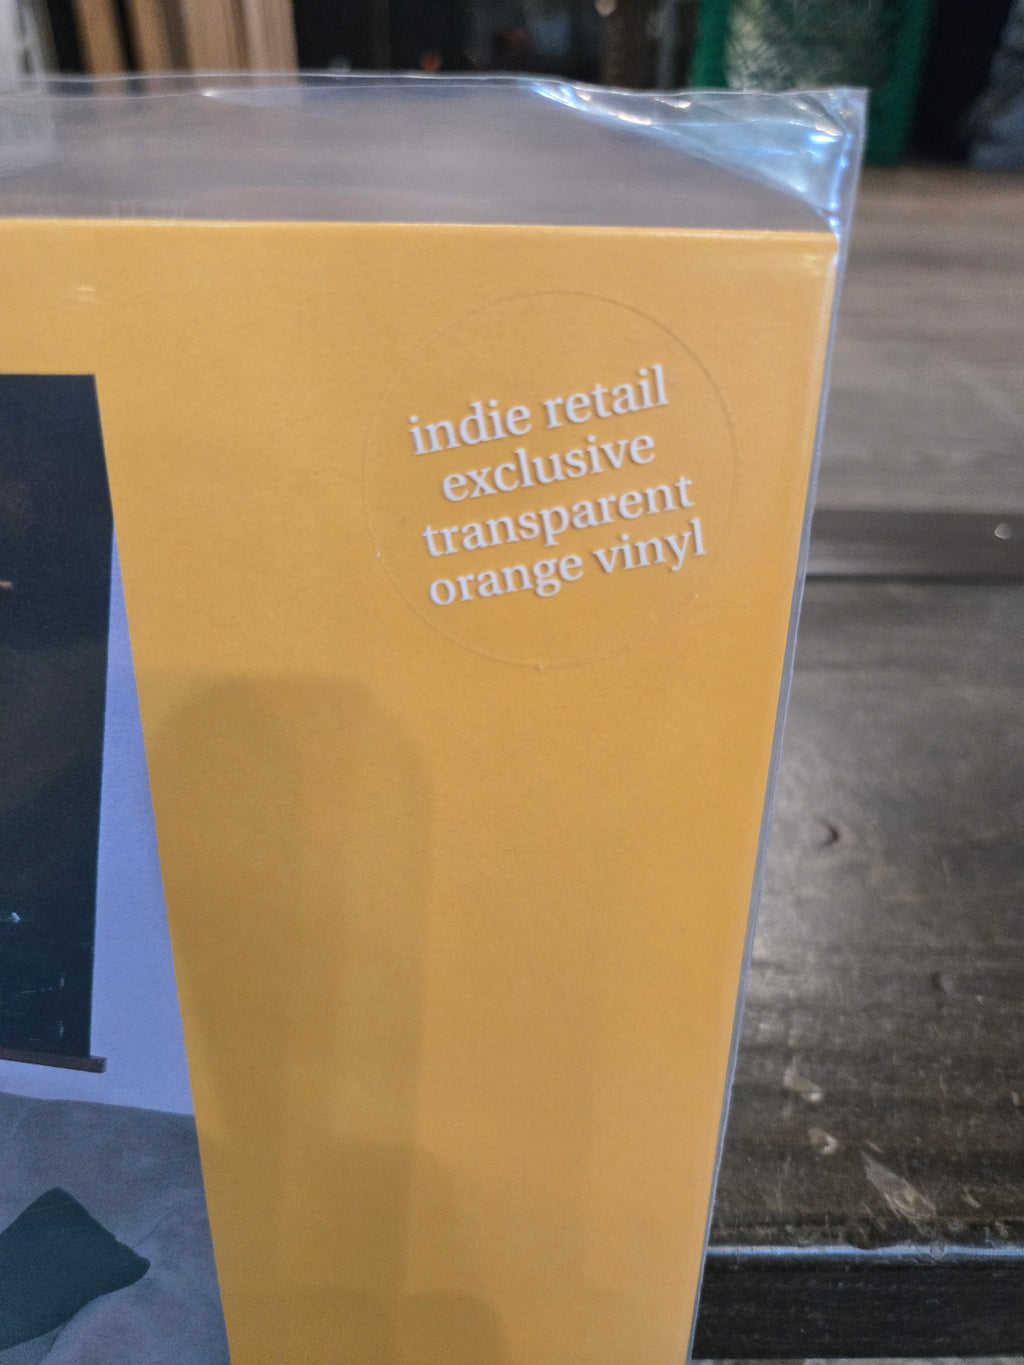 indie retail
exclusive
transparent
orange vinyl